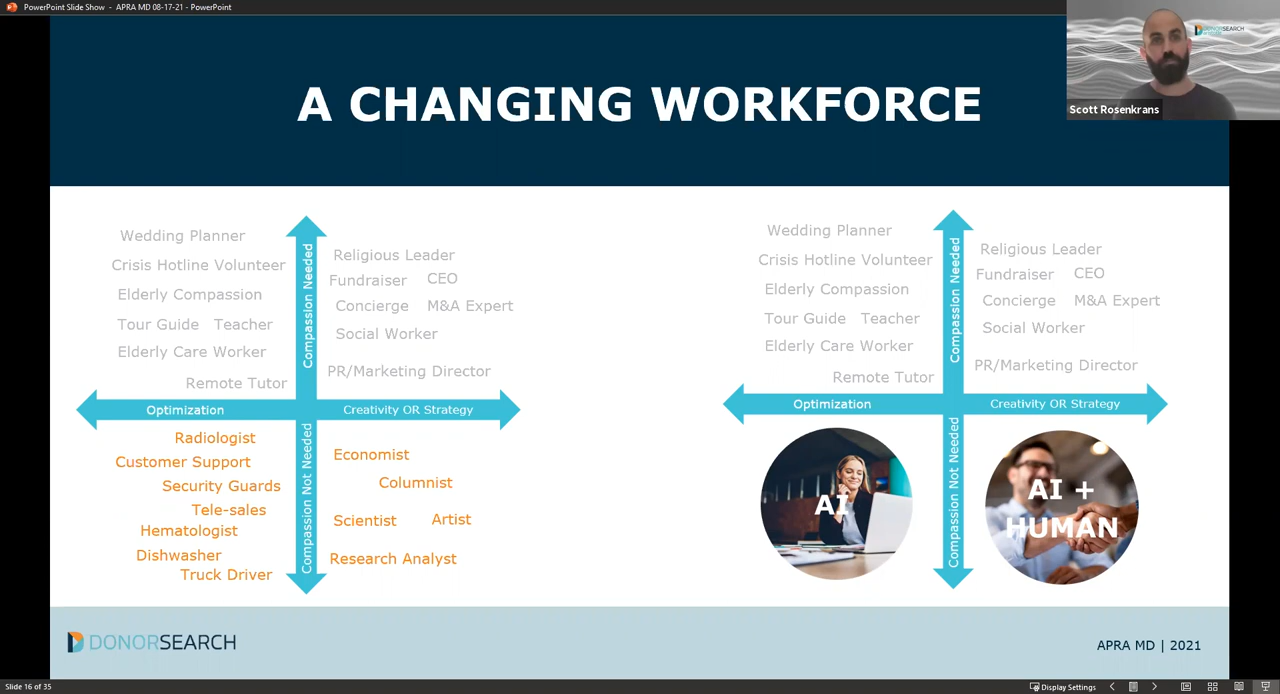 PowerPoint Slide Show - APRA MD 08-17-21 - PowerPoint
DONORSEARCH
Scott Rosenkrans
A CHANGING WORKFORCE
Wedding Planner
Crisis Hotline Volunteer
Elderly Compassion
Tour Guide Teacher
Elderly Care Worker
Remote Tutor
Compassion Needed
Religious Leader
Fundraiser CEO
Concierge M&A Expert
Social Worker
PR/Marketing Director
Optimization
Creativity OR Strategy
Radiologist
Customer Support
Security Guards
Tele-sales
Hematologist
Dishwasher
Truck Driver
Compassion Not Needed
Economist
Columnist
Scientist Artist
Research Analyst
Wedding Planner
Crisis Hotline Volunteer
Elderly Compassion
Tour Guide Teacher
Elderly Care Worker
Remote Tutor
Compassion Needed
Religious Leader
Fundraiser CEO
Concierge M&A Expert
Social Worker
PR/Marketing Director
Optimization
Creativity OR Strategy
AI
Compassion Not Needed
AI +
HUMAN
DONORSEARCH
APRA MD | 2021
Slide 16 of 35
Display Settings